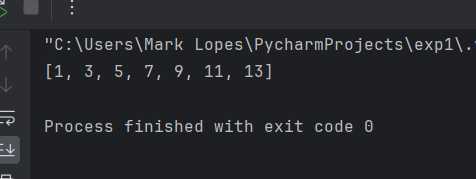 "C:\Users\Mark Lopes\PycharmProjects\exp1\.
[1, 3, 5, 7, 9, 11, 13]
Process finished with exit code 0